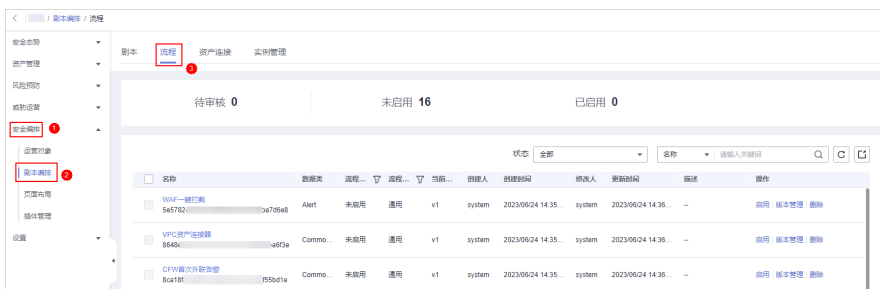 / 剧本编排 / 流程
安全态势
资产管理
风险预防
威胁运营
安全编排 1
运营对象
剧本编排 2
页面布局
插件管理
设置
剧本 流程 资产连接 实例管理
3
待审核 0 未启用 16 已启用 0
状态 全部 名称 请输入关键词
名称 数据类 流程... 流程... 当前... 创建人 创建时间 修改人 更新时间 描述 操作
WAF一键拦截
5e5782 ba7d6e8 Alert 未启用 通用 v1 system 2023/06/24 14:35... system 2023/06/24 14:36... -- 启用 版本管理 删除
VPC资产连接器
8648 a6f3e Commo... 未启用 通用 v1 system 2023/06/24 14:35... system 2023/06/24 14:36... -- 启用 版本管理 删除
CFW首次外联告警
8ca18f f55bd1e Commo... 未启用 通用 v1 system 2023/06/24 14:35... system 2023/06/24 14:36... -- 启用 版本管理 删除